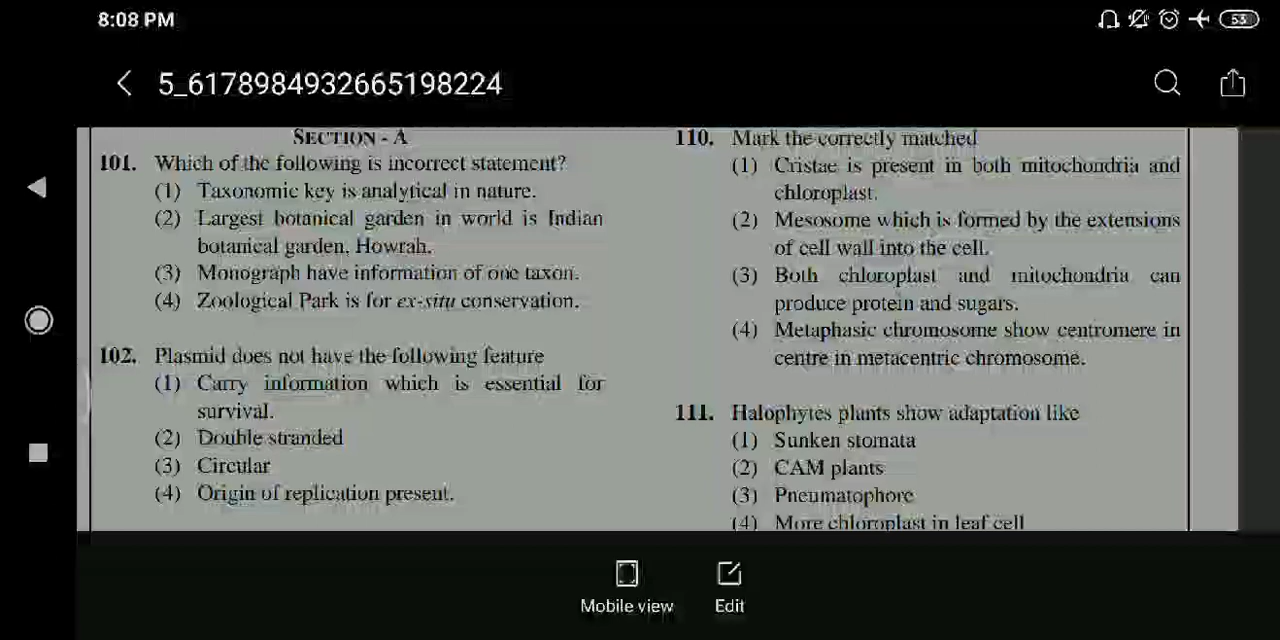 8:08 PM
53
5_6178984932665198224
SECTION - A
101. Which of the following is incorrect statement?
(1) Taxonomic key is analytical in nature.
(2) Largest botanical garden in world is Indian
botanical garden, Howrah.
(3) Monograph have information of one taxon.
(4) Zoological Park is for ex-situ conservation.
102. Plasmid does not have the following feature
(1) Carry information which is essential for
survival.
(2) Double stranded
(3) Circular
(4) Origin of replication present.
110. Mark the correctly matched
(1) Cristae is present in both mitochondria and
chloroplast.
(2) Mesosome which is formed by the extensions
of cell wall into the cell.
(3) Both chloroplast and mitochondria can
produce protein and sugars.
(4) Metaphasic chromosome show centromere in
centre in metacentric chromosome.
111. Halophytes plants show adaptation like
(1) Sunken stomata
(2) CAM plants
(3) Pneumatophore
(4) More chloroplast in leaf cell
Mobile view
Edit